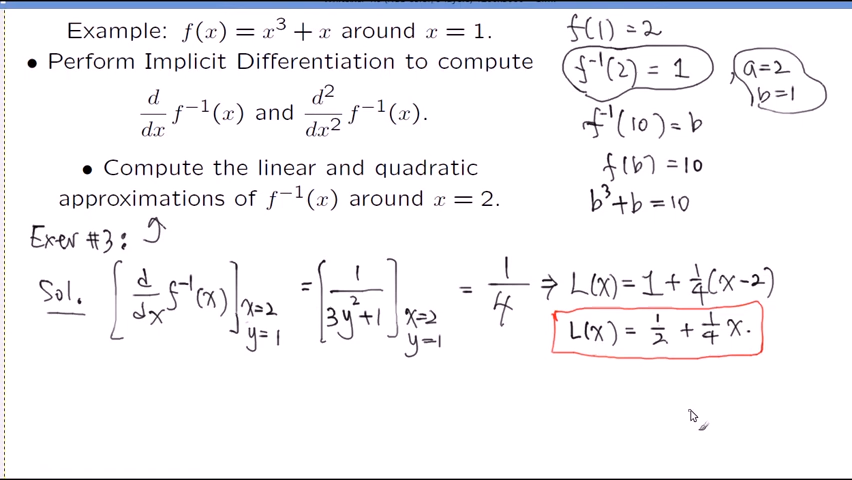 Example: f(x) = x³ + x around x = 1.
f(1) = 2
• Perform Implicit Differentiation to compute
f⁻¹(2) = 1 , a=2
b=1
d/dx f⁻¹(x) and d²/dx² f⁻¹(x).
f⁻¹(10) = b
f(b) = 10
• Compute the linear and quadratic
approximations of f⁻¹(x) around x = 2.
b³ + b = 10
Exer #3:
Sol. [d/dx f⁻¹(x)] x=2 y=1 = [1/(3y²+1)] x=2 y=1 = 1/4 ⇒ L(x) = 1 + 1/4(x−2)
L(x) = 1/2 + 1/4 x.